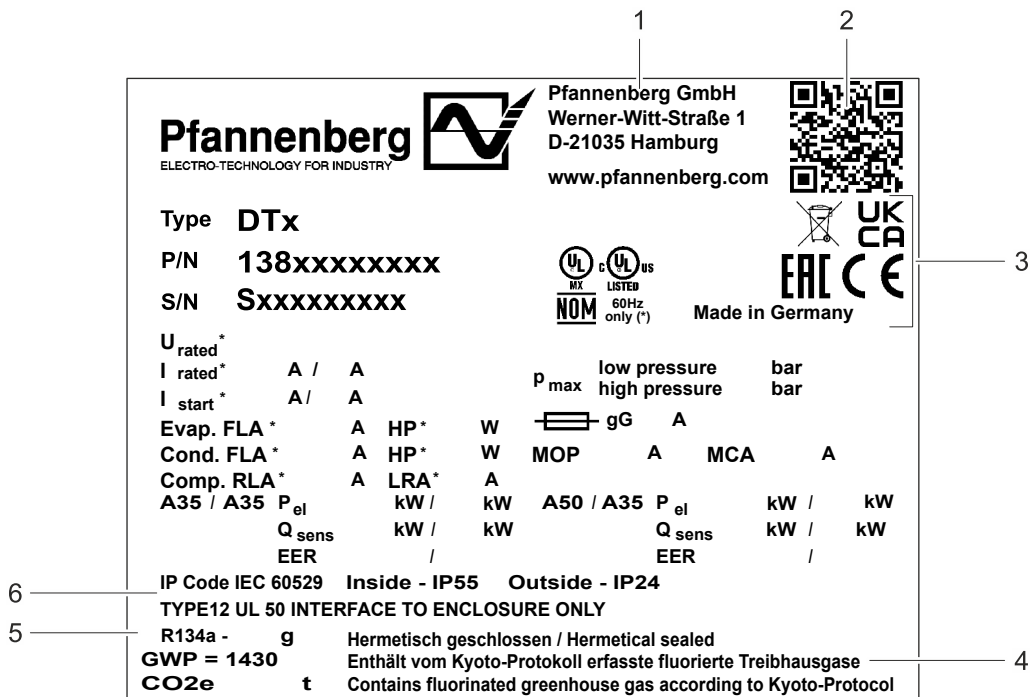 1
2
Pfannenberg
ELECTRO-TECHNOLOGY FOR INDUSTRY
Pfannenberg GmbH
Werner-Witt-Straße 1
D-21035 Hamburg
www.pfannenberg.com
Type DTx
P/N 138xxxxxxxx
S/N Sxxxxxxxxx
UL MX
C UL US LISTED
NOM 60Hz only (*)
UK CA
EAC CE
Made in Germany
3
U rated*
I rated* A / A
I start* A / A
p max low pressure bar
high pressure bar
gG A
Evap. FLA* A HP* W
Cond. FLA* A HP* W MOP A MCA A
Comp. RLA* A LRA* A
A35 / A35 P el kW / kW A50 / A35 P el kW / kW
Q sens kW / kW Q sens kW / kW
EER / EER /
6
IP Code IEC 60529 Inside - IP55 Outside - IP24
TYPE12 UL 50 INTERFACE TO ENCLOSURE ONLY
5
R134a - g Hermetisch geschlossen / Hermetical sealed
GWP = 1430 Enthält vom Kyoto-Protokoll erfasste fluorierte Treibhausgase
4
CO2e t Contains fluorinated greenhouse gas according to Kyoto-Protocol